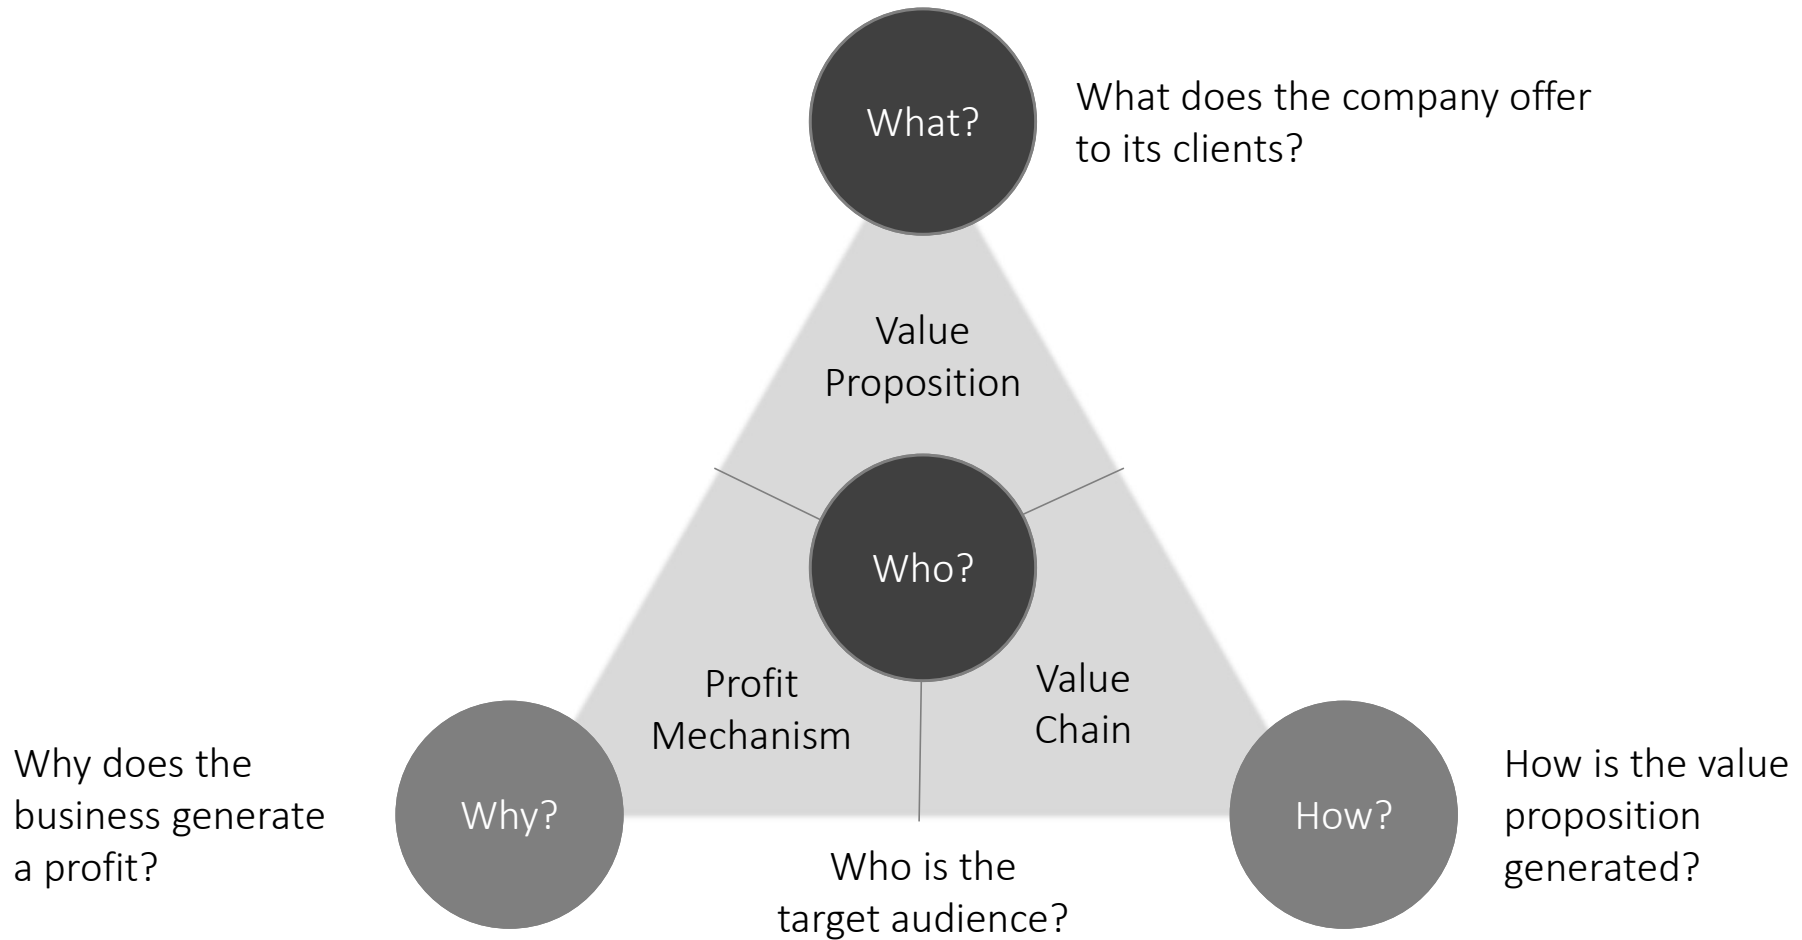 What?
What does the company offer
to its clients?
Value
Proposition
Who?
Profit
Mechanism
Value
Chain
Why does the
business generate
a profit?
Why?
How?
How is the value
proposition
generated?
Who is the
target audience?